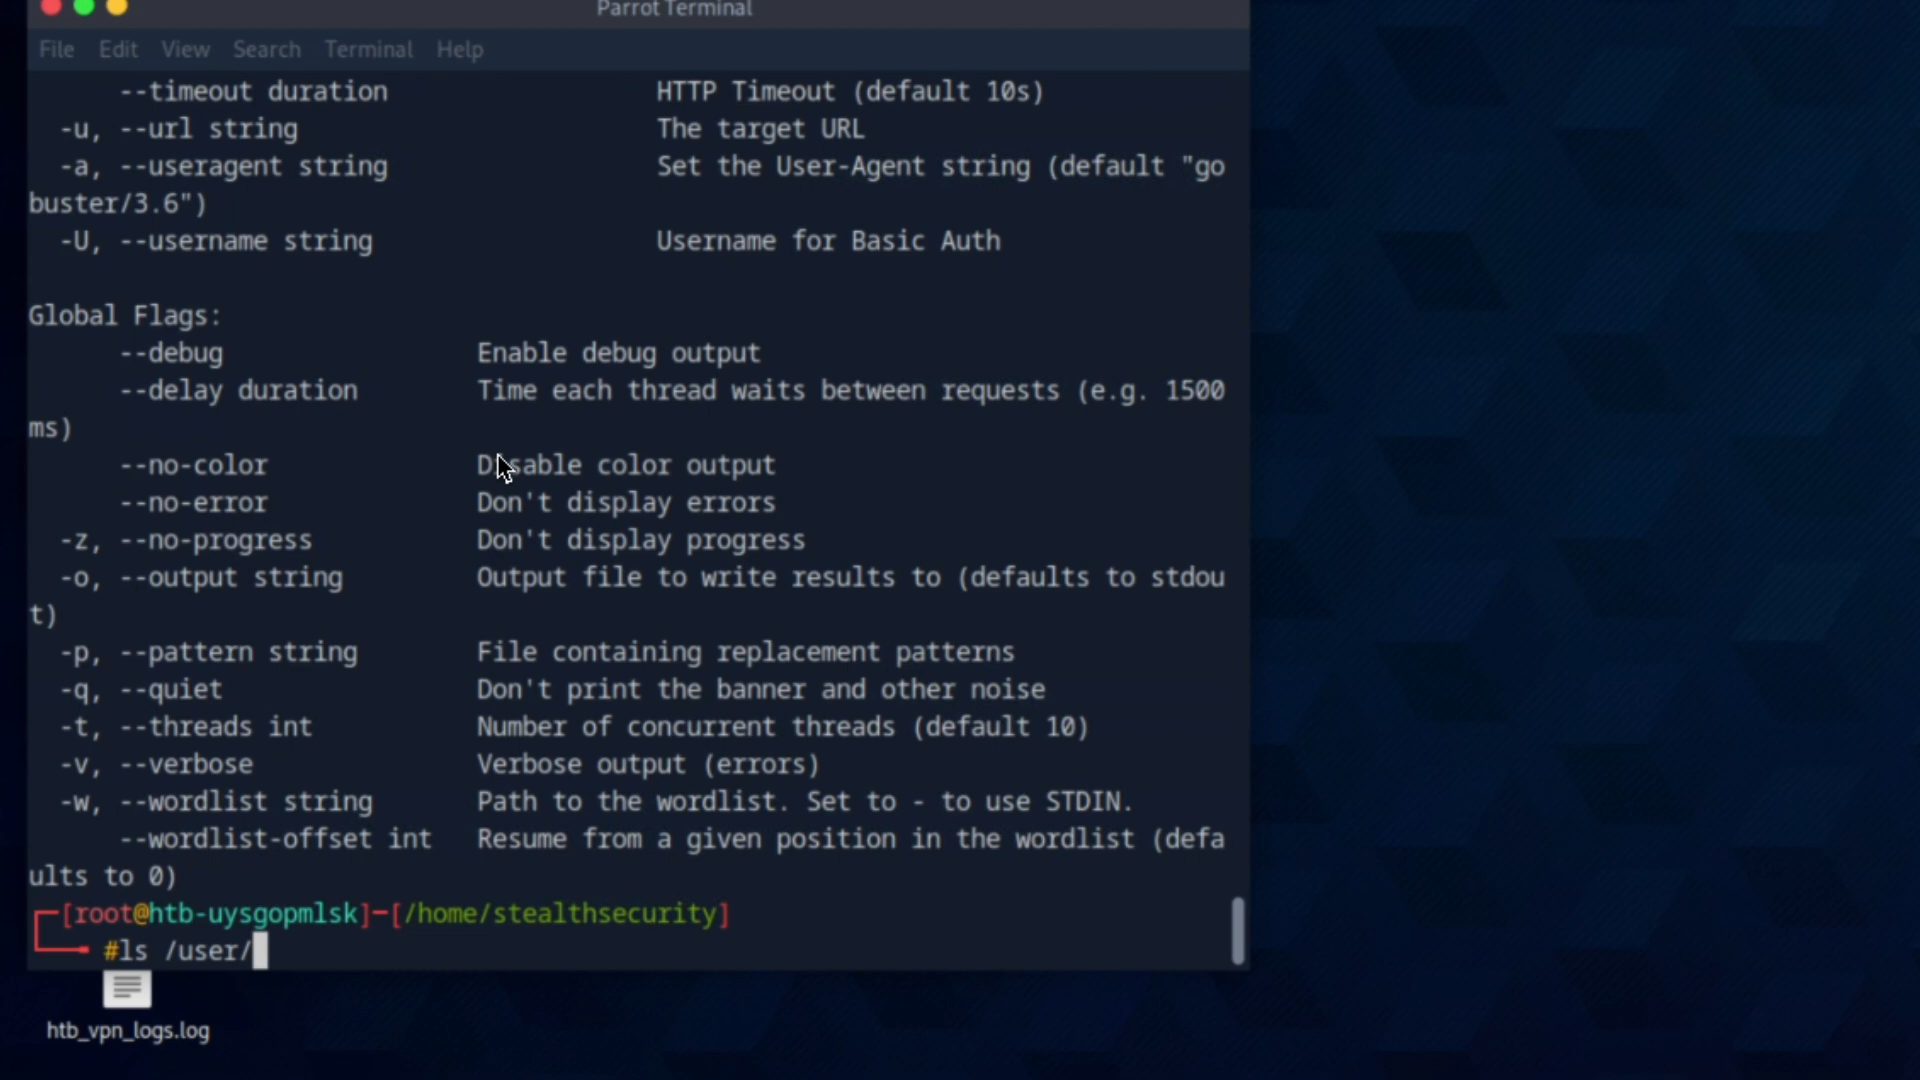 Parrot Terminal
File Edit View Search Terminal Help
--timeout duration HTTP Timeout (default 10s)
-u, --url string The target URL
-a, --useragent string Set the User-Agent string (default "go
buster/3.6")
-U, --username string Username for Basic Auth
Global Flags:
--debug Enable debug output
--delay duration Time each thread waits between requests (e.g. 1500
ms)
--no-color Disable color output
--no-error Don't display errors
-z, --no-progress Don't display progress
-o, --output string Output file to write results to (defaults to stdou
t)
-p, --pattern string File containing replacement patterns
-q, --quiet Don't print the banner and other noise
-t, --threads int Number of concurrent threads (default 10)
-v, --verbose Verbose output (errors)
-w, --wordlist string Path to the wordlist. Set to - to use STDIN.
--wordlist-offset int Resume from a given position in the wordlist (defa
ults to 0)
[root@htb-uysgopmlsk]-[/home/stealthsecurity]
#ls /user/
htb_vpn_logs.log